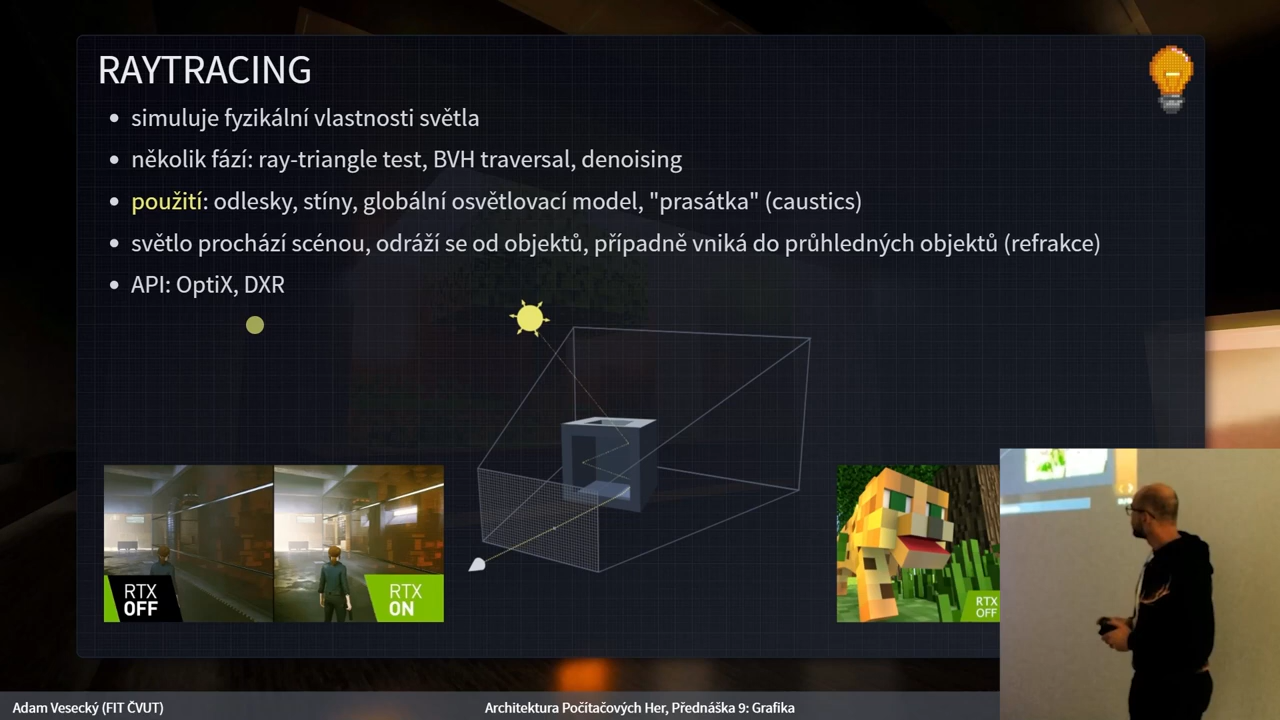 RAYTRACING
simuluje fyzikální vlastnosti světla
několik fází: ray-triangle test, BVH traversal, denoising
použití: odlesky, stíny, globální osvětlovací model, "prasátka" (caustics)
světlo prochází scénou, odráží se od objektů, případně vniká do průhledných objektů (refrakce)
API: OptiX, DXR
RTX
OFF
RTX
ON
RTX
OFF
Adam Vesecký (FIT ČVUT)
Architektura Počítačových Her, Přednáška 9: Grafika